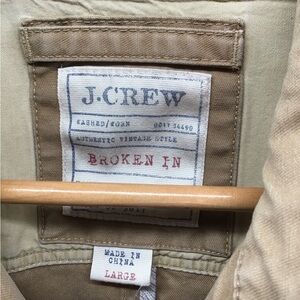 J.CREW
WASHED/WORN
AUTHENTIC VINTAGE STYLE
BROKEN IN
MADE IN
CHINA
LARGE